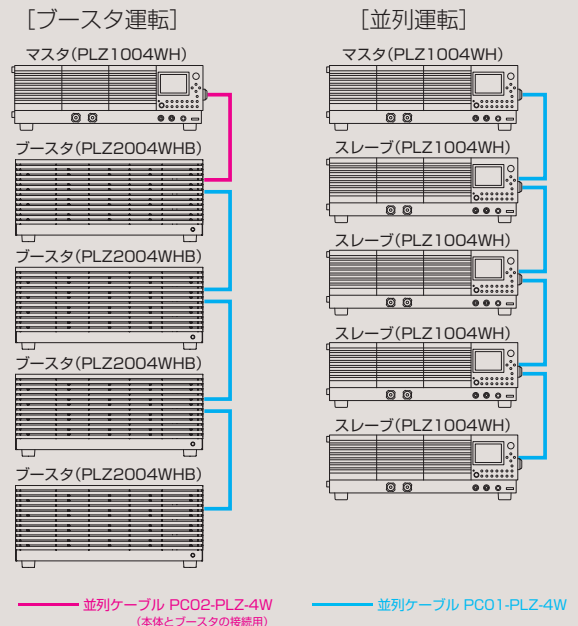 [ブースタ運転]
マスタ(PLZ1004WH)
ブースタ(PLZ2004WHB)
ブースタ(PLZ2004WHB)
ブースタ(PLZ2004WHB)
ブースタ(PLZ2004WHB)
[並列運転]
マスタ(PLZ1004WH)
スレーブ(PLZ1004WH)
スレーブ(PLZ1004WH)
スレーブ(PLZ1004WH)
スレーブ(PLZ1004WH)
並列ケーブル PC02-PLZ-4W
(本体とブースタの接続用)
並列ケーブル PC01-PLZ-4W